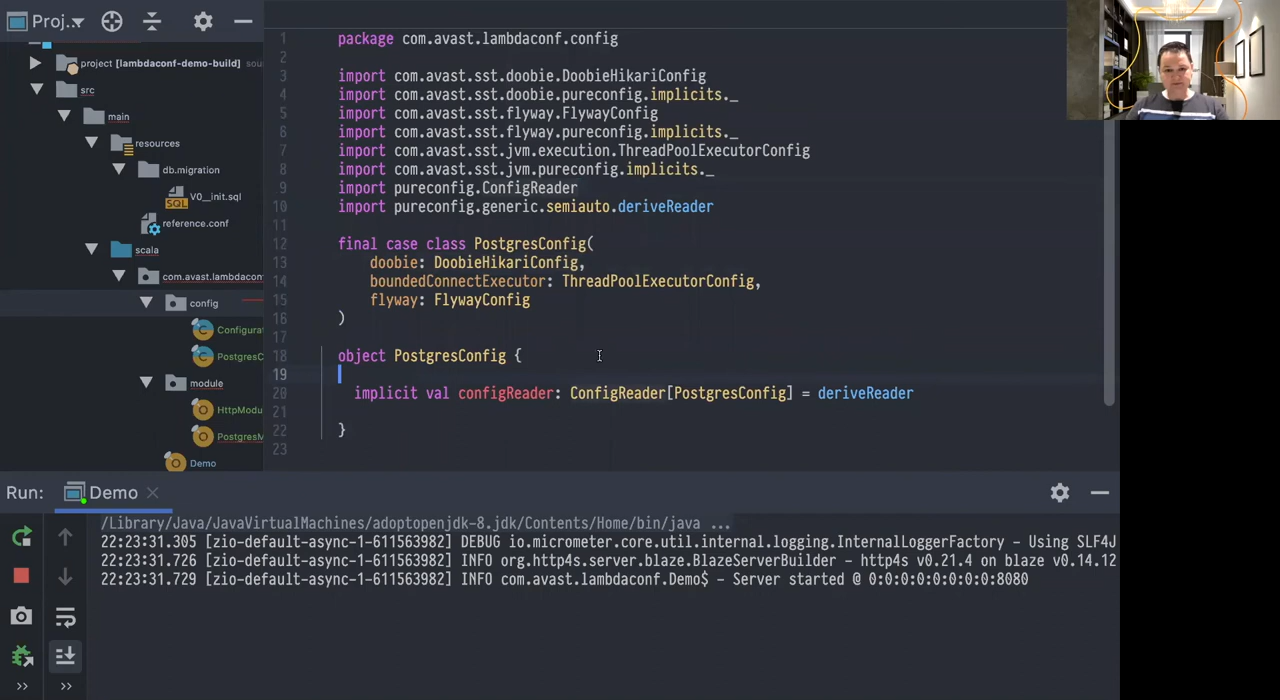 Proj..
project [lambdaconf-demo-build] sou
src
main
resources
db.migration
V0__init.sql
reference.conf
scala
com.avast.lambdaconf
config
Configurat
PostgresC
module
HttpModu
PostgresM
Demo
1 package com.avast.lambdaconf.config
2
3 import com.avast.sst.doobie.DoobieHikariConfig
4 import com.avast.sst.doobie.pureconfig.implicits._
5 import com.avast.sst.flyway.FlywayConfig
6 import com.avast.sst.flyway.pureconfig.implicits._
7 import com.avast.sst.jvm.execution.ThreadPoolExecutorConfig
8 import com.avast.sst.jvm.pureconfig.implicits._
9 import pureconfig.ConfigReader
10 import pureconfig.generic.semiauto.deriveReader
11
12 final case class PostgresConfig(
13 doobie: DoobieHikariConfig,
14 boundedConnectExecutor: ThreadPoolExecutorConfig,
15 flyway: FlywayConfig
16 )
17
18 object PostgresConfig {
19
20 implicit val configReader: ConfigReader[PostgresConfig] = deriveReader
21
22 }
23
Run: Demo
/Library/Java/JavaVirtualMachines/adoptopenjdk-8.jdk/Contents/Home/bin/java ...
22:23:31.305 [zio-default-async-1-611563982] DEBUG io.micrometer.core.util.internal.logging.InternalLoggerFactory - Using SLF4J
22:23:31.726 [zio-default-async-1-611563982] INFO org.http4s.server.blaze.BlazeServerBuilder - http4s v0.21.4 on blaze v0.14.12
22:23:31.729 [zio-default-async-1-611563982] INFO com.avast.lambdaconf.Demo$ - Server started @ 0:0:0:0:0:0:0:0:8080